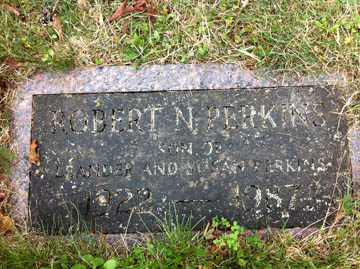 ROBERT N. PERKINS
SON OF
LEANDER AND SUSAN PERKINS
1922 — 1987